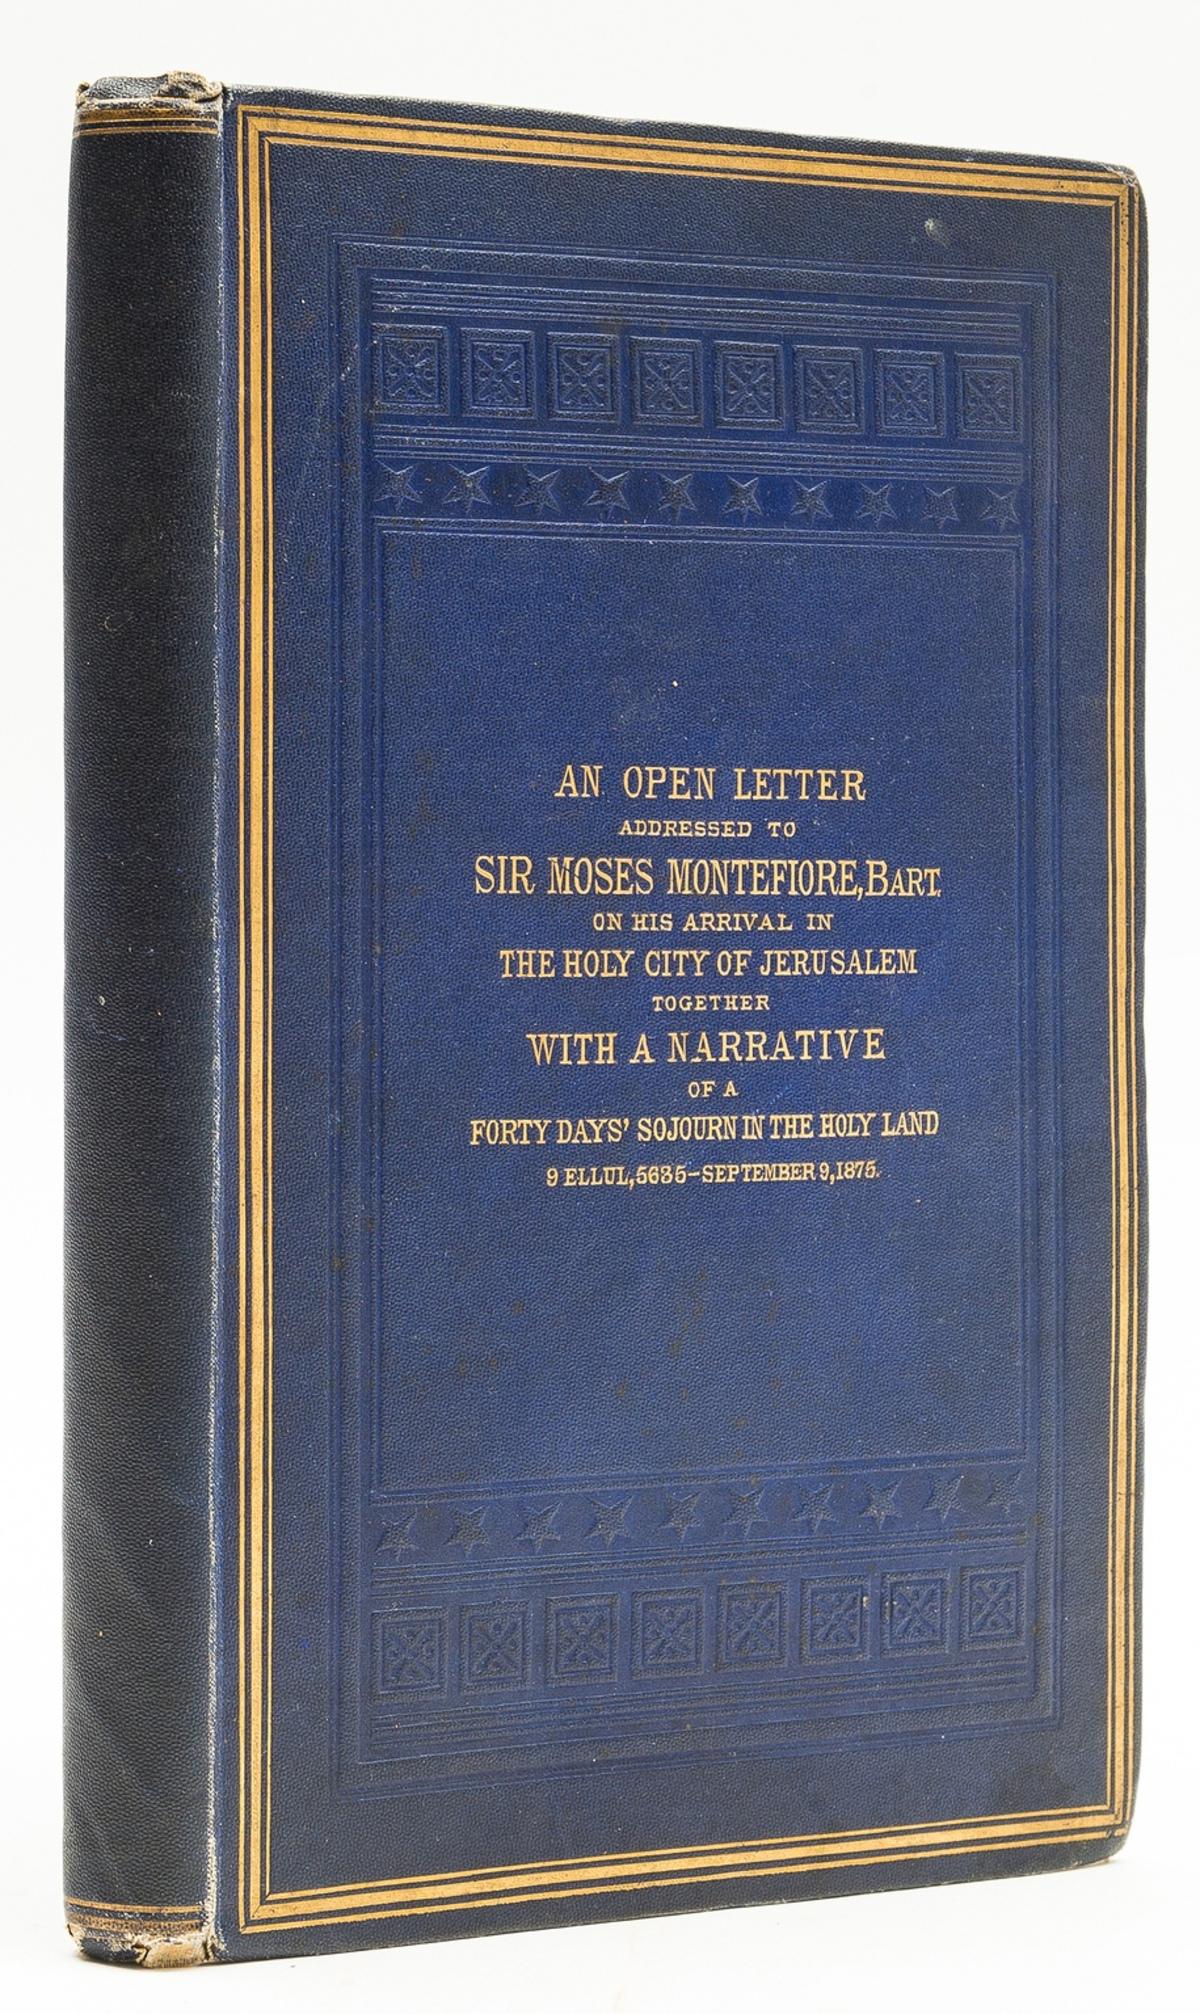 AN OPEN LETTER
ADDRESSED TO
SIR MOSES MONTEFIORE, BART.
ON HIS ARRIVAL IN
THE HOLY CITY OF JERUSALEM
TOGETHER
WITH A NARRATIVE
OF A
FORTY DAYS' SOJOURN IN THE HOLY LAND
9 ELLUL, 5635–SEPTEMBER 9, 1875.